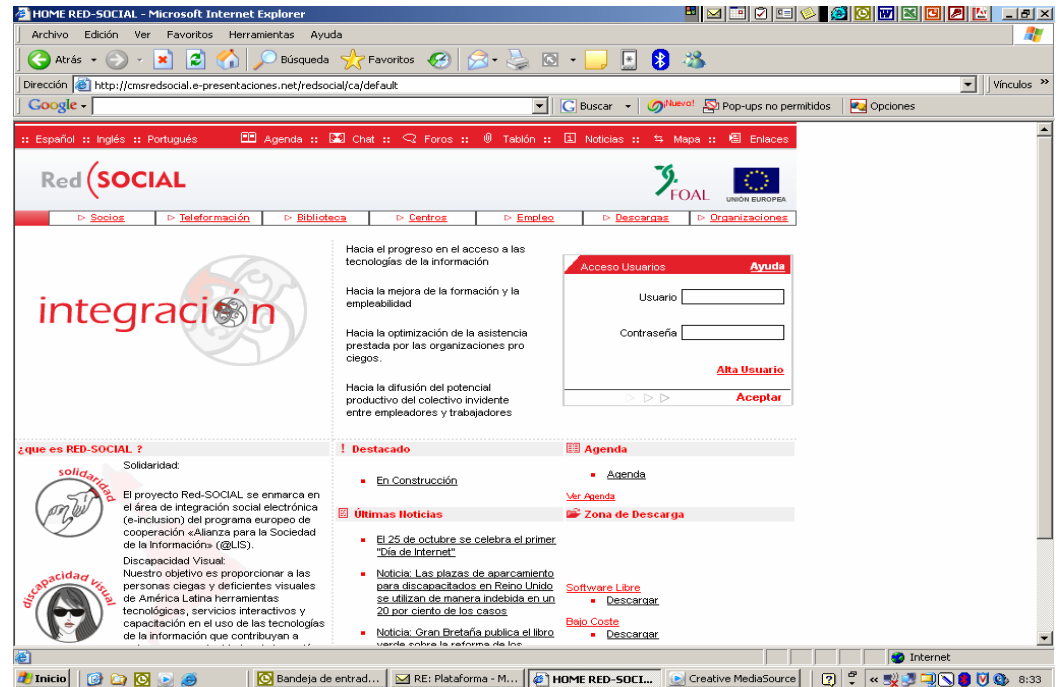 HOME RED-SOCIAL - Microsoft Internet Explorer
Archivo Edición Ver Favoritos Herramientas Ayuda
Atrás Búsqueda Favoritos
Dirección http://cmsredsocial.e-presentaciones.net/redsocial/ca/default Vínculos »
Google Buscar ¡Nuevo! Pop-ups no permitidos Opciones
:: Español :: Inglés :: Portugués Agenda :: Chat :: Foros :: Tablón :: Noticias :: Mapa :: Enlaces
Red (SOCIAL
FOAL UNIÓN EUROPEA
Socios Teleformación Biblioteca Centros Empleo Descargas Organizaciones
integración
Hacia el progreso en el acceso a las
tecnologías de la información
Hacia la mejora de la formación y la
empleabilidad
Hacia la optimización de la asistencia
prestada por las organizaciones pro
ciegos.
Hacia la difusión del potencial
productivo del colectivo invidente
entre empleadores y trabajadores
Acceso Usuarios Ayuda
Usuario
Contraseña
Alta Usuario
Aceptar
¿que es RED-SOCIAL ?
solidaridad
Solidaridad:
El proyecto Red-SOCIAL se enmarca en
el área de integración social electrónica
(e-inclusion) del programa europeo de
cooperación «Alianza para la Sociedad
de la Información» (@LIS).
discapacidad visual
Discapacidad Visual:
Nuestro objetivo es proporcionar a las
personas ciegas y deficientes visuales
de América Latina herramientas
tecnológicas, servicios interactivos y
capacitación en el uso de las tecnologías
de la información que contribuyan a
! Destacado
En Construcción
Últimas Noticias
El 25 de octubre se celebra el primer
"Día de Internet"
Noticia: Las plazas de aparcamiento
para discapacitados en Reino Unido
se utilizan de manera indebida en un
20 por ciento de los casos
Noticia: Gran Bretaña publica el libro
verde sobre la reforma de los
Agenda
Agenda
Ver Agenda
Zona de Descarga
Software Libre
Descargar
Bajo Coste
Descargar
Internet
Inicio Bandeja de entrad... RE: Plataforma - M... HOME RED-SOCI... Creative MediaSource 8:33